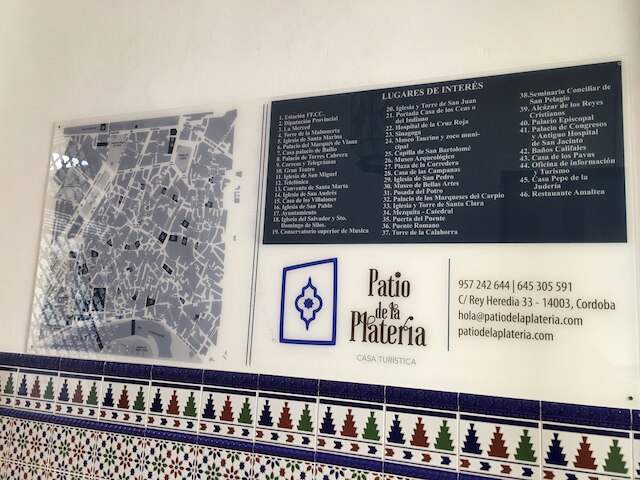 LUGARES DE INTERÉS
1. Estación FF.CC.
2. Diputación Provincial
3. La Merced
4. Torre de la Malmuerta
5. Iglesia de Santa Marina
6. Palacio del Marqués de Viana
7. Casa palacio de Bailío
8. Palacio de Torres Cabrera
9. Correos y Telégramas
10. Gran Teatro
11. Iglesia de San Miguel
12. Telefónica
13. Convento de Santa Marta
14. Iglesia de San Andrés
15. Casa de los Villalones
16. Iglesia de San Pablo
17. Ayuntamiento
18. Iglesia del Salvador y Sto.
Domingo de Silos.
19. Conservatorio superior de Musica
20. Iglesia y Torre de San Juan
21. Portada Casa de los Ceas o
del Indiano
22. Hospital de la Cruz Rojo
23. Sinagoga
24. Museo Taurino y zoco muni-
cipal
25. Capilla de San Bartolomé
26. Museo Arqueológico
27. Plaza de la Corredera
28. Casa de las Campanas
29. Iglesia de San Pedro
30. Museo de Bellas Artes
31. Posada del Potro
32. Palacio de los Marqueses del Carpio
33. Iglesia y Torre de Santa Clara
34. Mezquita - Catedral
35. Puerta del Puente
36. Puente Romano
37. Torre de la Calahorra
38.Seminario Conciliar de
San Pelagio
39. Alcázar de los Reyes
Cristianos
40. Palacio Episcopal
41. Palacio de Congresos
y Antiguo Hospital
de San Jacinto
42. Baños Califales
43. Casa de los Pavas
44. Oficina de Información
y Turismo
45. Casa Pepe de la
Judería
46. Restauante Amaltea
Patio
de la
Plateria
CASA TURÍSTICA
957 242 644 | 645 305 591
C/ Rey Heredia 33 - 14003, Cordoba
hola@patiodelaplateria.com
patiodelaplateria.com